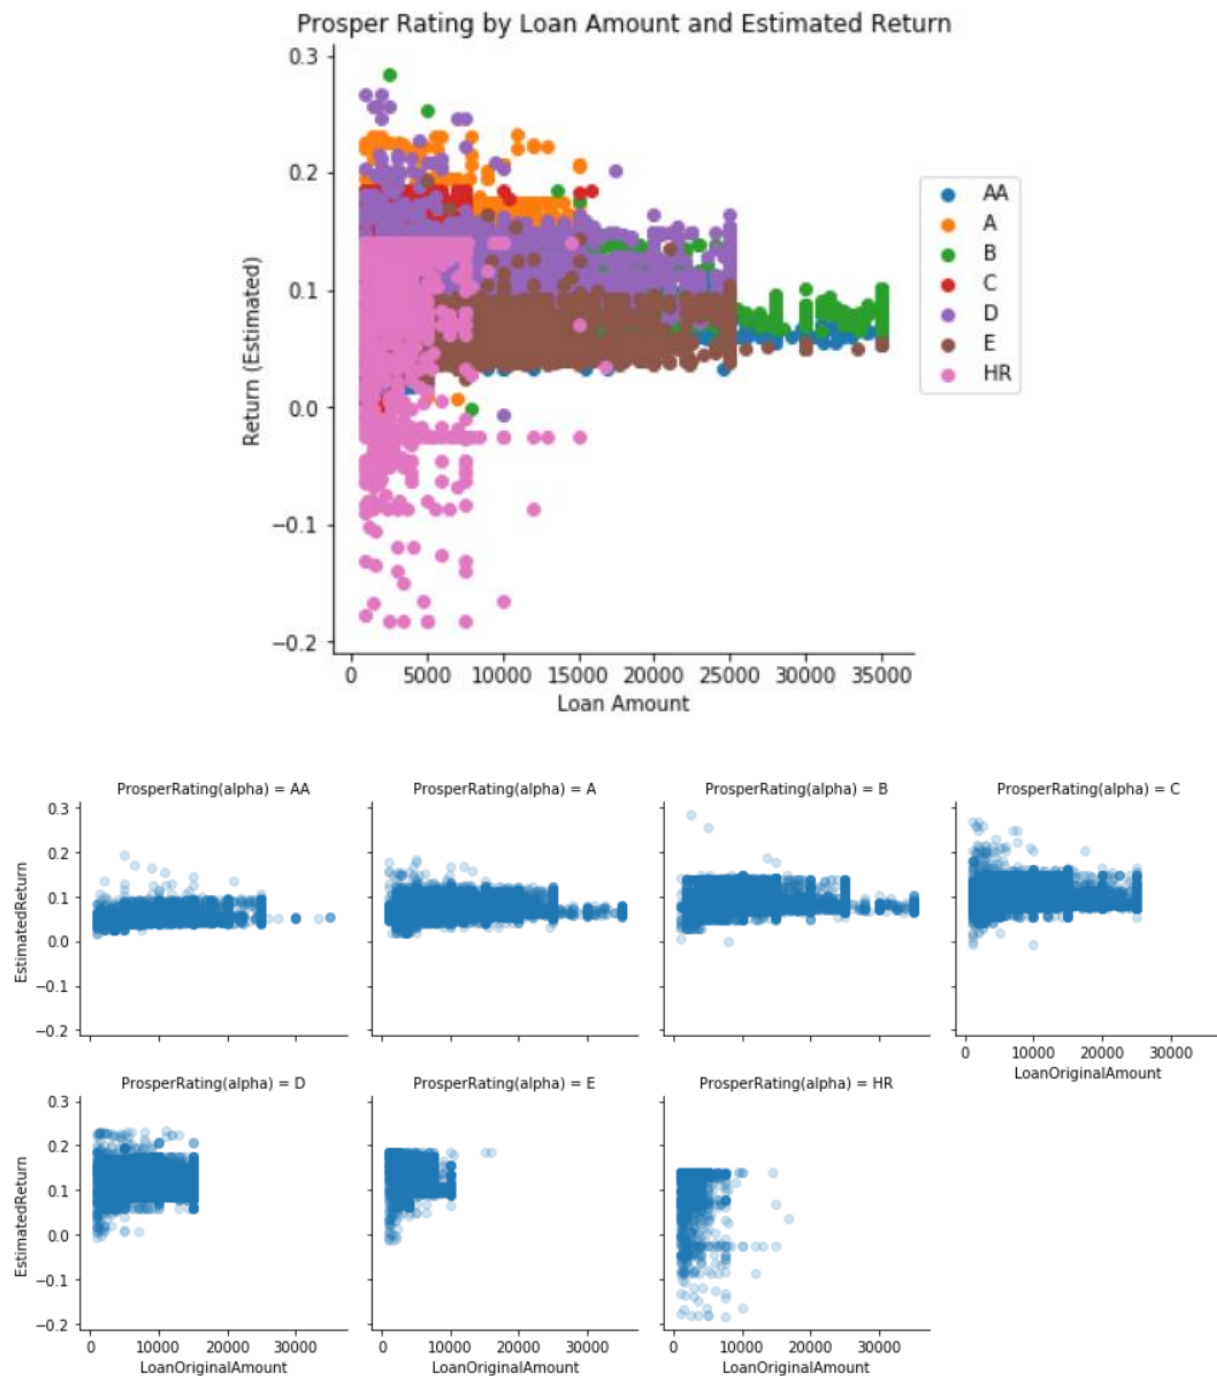 Prosper Rating by Loan Amount and Estimated Return
0.3
0.2
0.1
0.0
−0.1
−0.2
Return (Estimated)
0 5000 10000 15000 20000 25000 30000 35000
Loan Amount
AA
A
B
C
D
E
HR
ProsperRating(alpha) = AA
ProsperRating(alpha) = A
ProsperRating(alpha) = B
ProsperRating(alpha) = C
0.3
0.2
0.1
0.0
−0.1
−0.2
EstimatedReturn
0 10000 20000 30000
LoanOriginalAmount
ProsperRating(alpha) = D
ProsperRating(alpha) = E
ProsperRating(alpha) = HR
0.3
0.2
0.1
0.0
−0.1
−0.2
EstimatedReturn
0 10000 20000 30000
LoanOriginalAmount
0 10000 20000 30000
LoanOriginalAmount
0 10000 20000 30000
LoanOriginalAmount